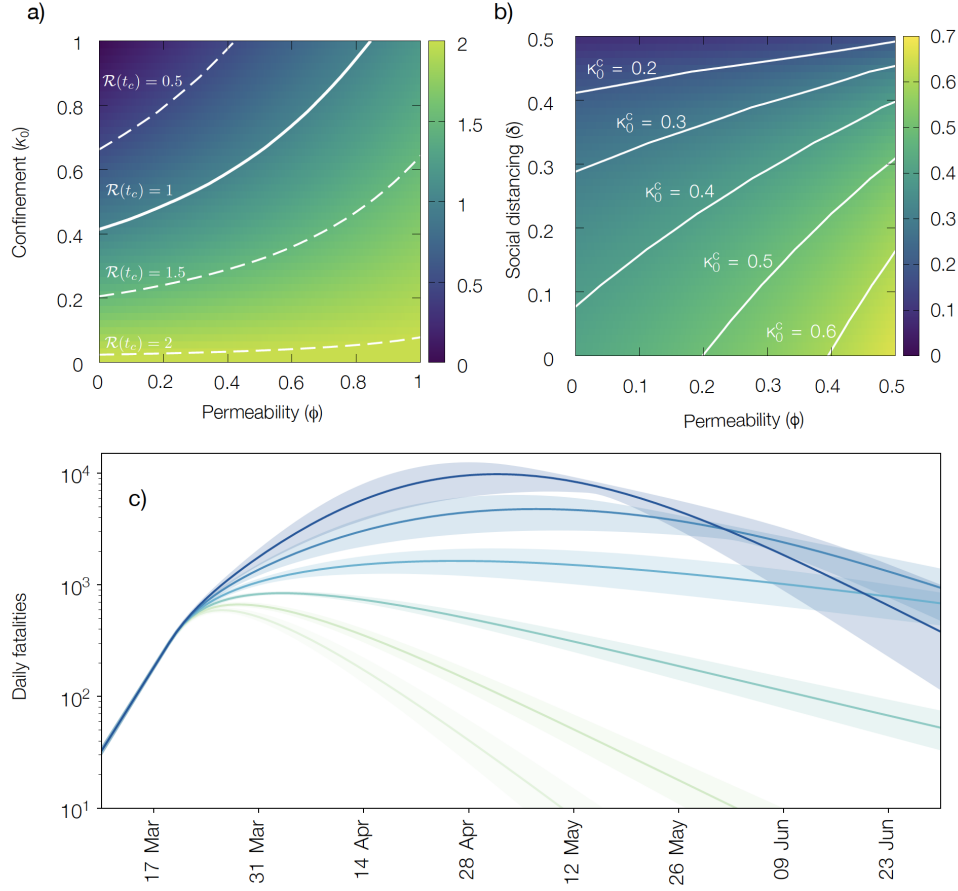 a)
1
0.8
0.6
0.4
0.2
0
Confinement (κ₀)
ℛ(t_c) = 0.5
ℛ(t_c) = 1
ℛ(t_c) = 1.5
ℛ(t_c) = 2
0 0.2 0.4 0.6 0.8 1
Permeability (ϕ)
2
1.5
1
0.5
0
b)
0.5
0.4
0.3
0.2
0.1
0
Social distancing (δ)
κ₀ᶜ = 0.2
κ₀ᶜ = 0.3
κ₀ᶜ = 0.4
κ₀ᶜ = 0.5
κ₀ᶜ = 0.6
0 0.1 0.2 0.3 0.4 0.5
Permeability (ϕ)
0.7
0.6
0.5
0.4
0.3
0.2
0.1
0
c)
10⁴
10³
10²
10¹
Daily fatalities
17 Mar
31 Mar
14 Apr
28 Apr
12 May
26 May
09 Jun
23 Jun